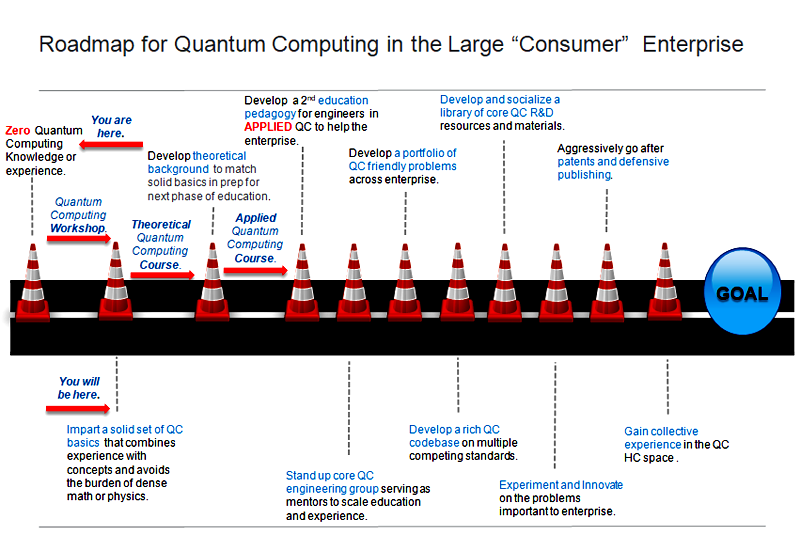 Roadmap for Quantum Computing in the Large “Consumer” Enterprise
Zero Quantum
Computing
Knowledge or
experience.
You are
here.
Develop theoretical
background to match
solid basics in prep for
next phase of education.
Develop a 2nd education
pedagogy for engineers in
APPLIED QC to help the
enterprise.
Develop a portfolio of
QC friendly problems
across enterprise.
Develop and socialize a
library of core QC R&D
resources and materials.
Aggressively go after
patents and defensive
publishing.
Quantum
Computing
Workshop.
Theoretical
Quantum
Computing
Course.
Applied
Quantum
Computing
Course.
GOAL
You will
be here.
Impart a solid set of QC
basics that combines
experience with
concepts and avoids
the burden of dense
math or physics.
Stand up core QC
engineering group serving as
mentors to scale education
and experience.
Develop a rich QC
codebase on multiple
competing standards.
Experiment and Innovate
on the problems
important to enterprise.
Gain collective
experience in the QC
HC space .